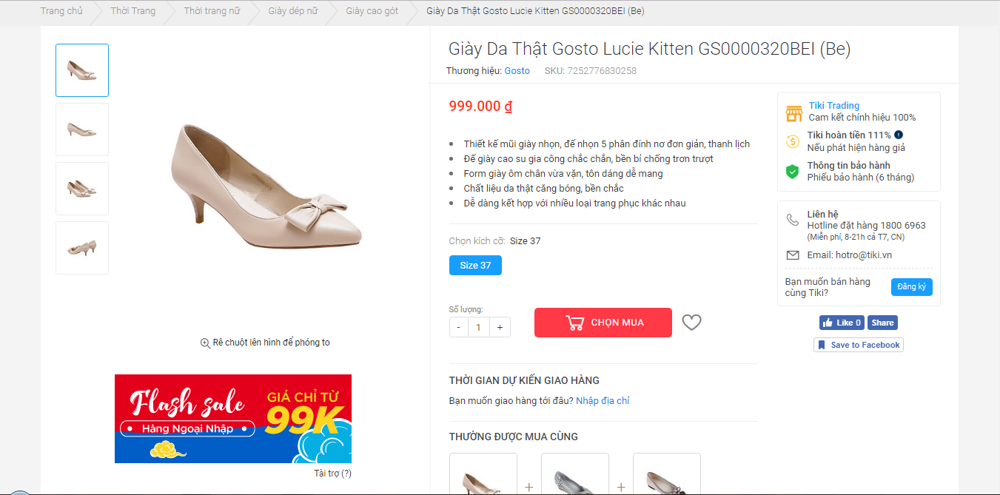 Trang chủ
Thời Trang
Thời trang nữ
Giày dép nữ
Giày cao gót
Giày Da Thật Gosto Lucie Kitten GS0000320BEI (Be)
Giày Da Thật Gosto Lucie Kitten GS0000320BEI (Be)
Thương hiệu: Gosto SKU: 7252776830258
999.000 ₫
Thiết kế mũi giày nhọn, đế nhọn 5 phân đính nơ đơn giản, thanh lịch
Đế giày cao su gia công chắc chắn, bền bỉ chống trơn trượt
Form giày ôm chân vừa vặn, tôn dáng dễ mang
Chất liệu da thật căng bóng, bền chắc
Dễ dàng kết hợp với nhiều loại trang phục khác nhau
Chọn kích cỡ: Size 37
Size 37
Số lượng:
- 1 +
CHỌN MUA
THỜI GIAN DỰ KIẾN GIAO HÀNG
Bạn muốn giao hàng tới đâu? Nhập địa chỉ
THƯỜNG ĐƯỢC MUA CÙNG
+ +
Tiki Trading
Cam kết chính hiệu 100%
Tiki hoàn tiền 111%
Nếu phát hiện hàng giả
Thông tin bảo hành
Phiếu bảo hành (6 tháng)
Liên hệ
Hotline đặt hàng 1800 6963
(Miễn phí, 8-21h cả T7, CN)
Email: hotro@tiki.vn
Bạn muốn bán hàng
cùng Tiki?
Đăng ký
Like 0
Share
Save to Facebook
Rê chuột lên hình để phóng to
Flash sale
Hàng Ngoại Nhập
GIÁ CHỈ TỪ
99K
Tài trợ (?)